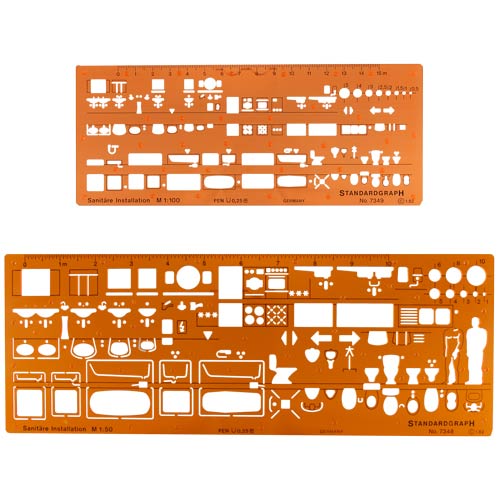 0 1 2 3 4 5 6 7 8 9 10 11 12 13 14 15 m
Sanitäre Installation M 1:100
PEN 0,25
GERMANY
STANDARDGRAPH
No. 7349
0 1 m 2 3 4 5 6 7 8 9 10
Sanitäre Installation M 1:50
PEN 0,25
GERMANY
STANDARDGRAPH
No. 7348